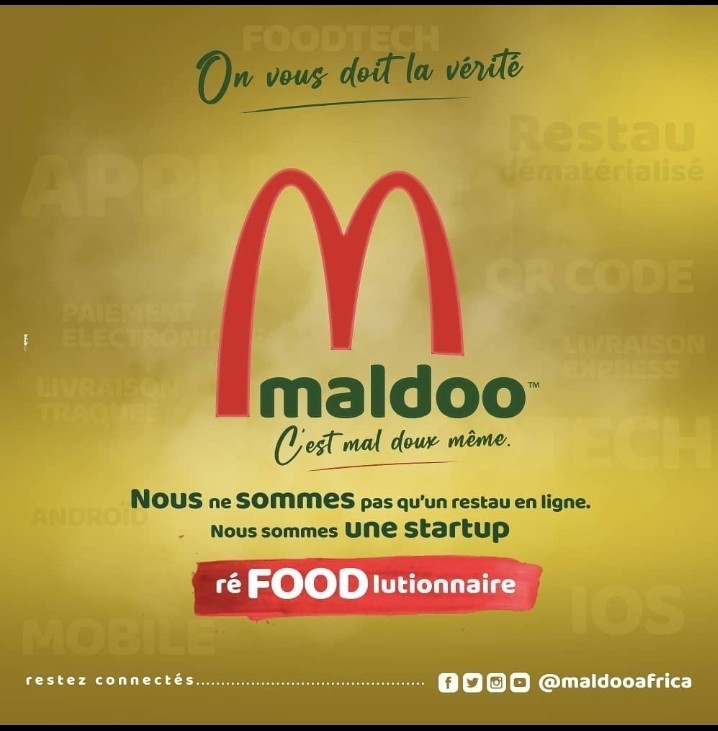 FOODTECH
On vous doit la vérité
Restau
dématérialisé
QR CODE
PAIEMENT
ELECTRONIQUE
LIVRAISON
EXPRESS
maldoo™
LIVRAISON
TRAQUÉE
C'est mal doux même.
Nous ne sommes pas qu'un restau en ligne.
ANDROÏD
Nous sommes une startup
réFOODlutionnaire
IOS
MOBILE
restez connectés
@maldooafrica